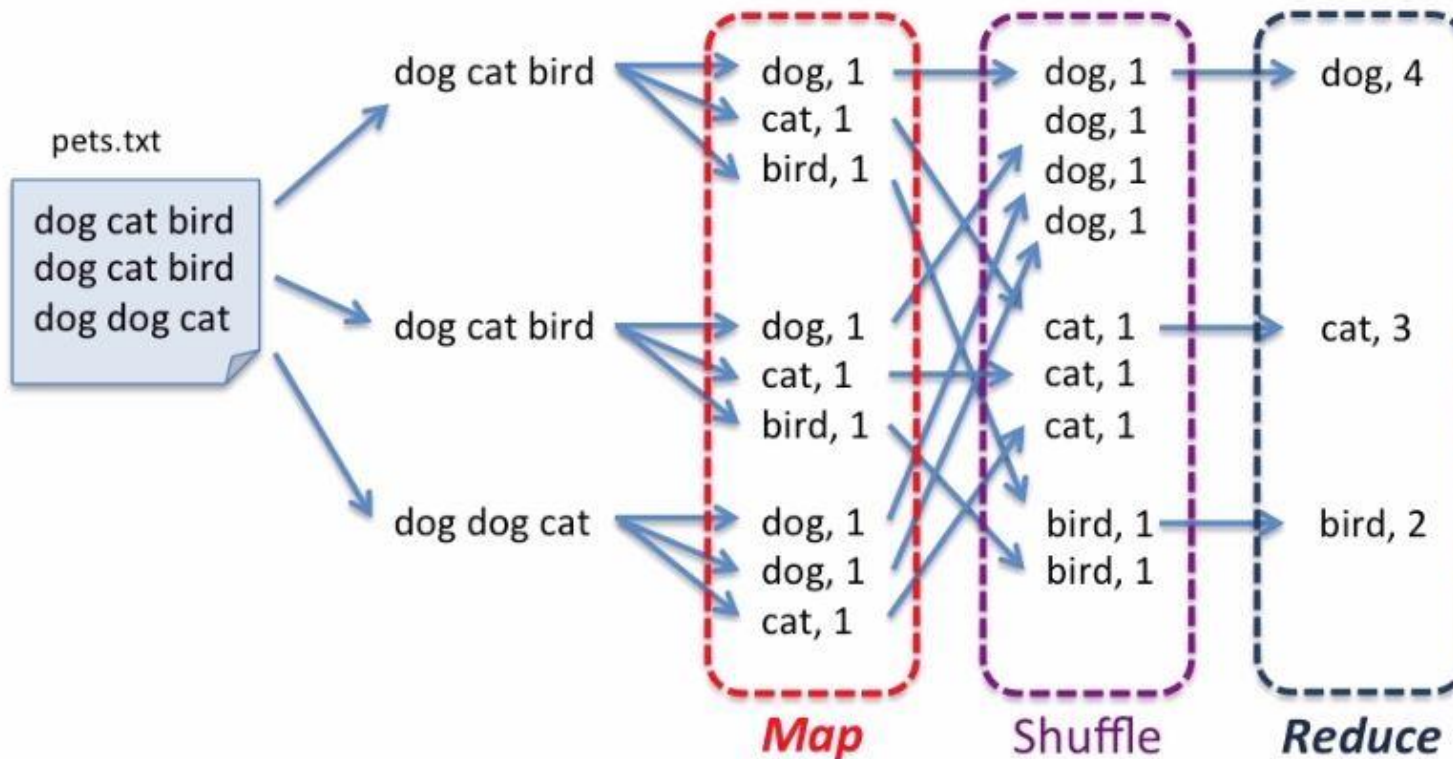 pets.txt
dog cat bird
dog cat bird
dog dog cat
dog cat bird
dog cat bird
dog dog cat
dog, 1
cat, 1
bird, 1
dog, 1
cat, 1
bird, 1
dog, 1
dog, 1
cat, 1
Map
dog, 1
dog, 1
dog, 1
dog, 1
cat, 1
cat, 1
cat, 1
bird, 1
bird, 1
Shuffle
dog, 4
cat, 3
bird, 2
Reduce